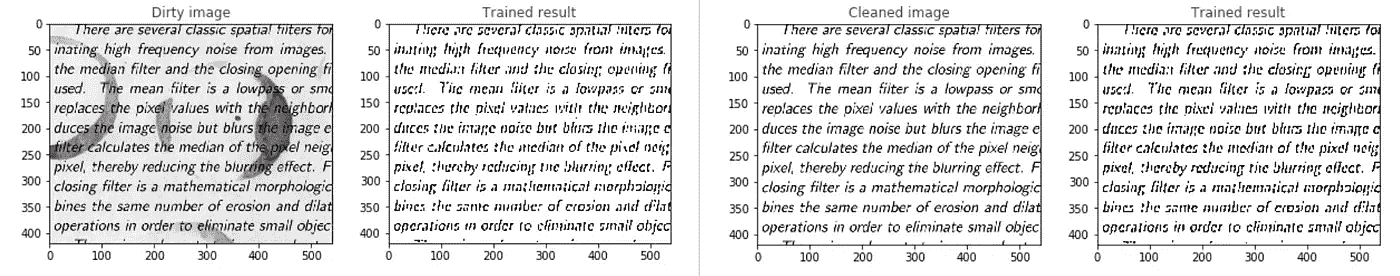 Dirty image
0
50
100
150
200
250
300
350
400
There are several classic spatial filters for
inating high frequency noise from images.
the median filter and the closing opening fi
used. The mean filter is a lowpass or smo
replaces the pixel values with the neighborh
duces the image noise but blurs the image e
filter calculates the median of the pixel neig
pixel, thereby reducing the blurring effect. F
closing filter is a mathematical morphologic
bines the same number of erosion and dilat
operations in order to eliminate small objec
0 100 200 300 400 500
Trained result
0
50
100
150
200
250
300
350
400
There are several classic spatial filters for
inating high frequency noise from images.
the median filter and the closing opening fi
used. The mean filter is a lowpass or smo
replaces the pixel values with the neighborh
duces the image noise but blurs the image e
filter calculates the median of the pixel neig
pixel, thereby reducing the blurring effect. F
closing filter is a mathematical morphologic
bines the same number of erosion and dilat
operations in order to eliminate small objec
0 100 200 300 400 500
Cleaned image
0
50
100
150
200
250
300
350
400
There are several classic spatial filters for
inating high frequency noise from images.
the median filter and the closing opening fi
used. The mean filter is a lowpass or smo
replaces the pixel values with the neighborh
duces the image noise but blurs the image e
filter calculates the median of the pixel neig
pixel, thereby reducing the blurring effect. F
closing filter is a mathematical morphologic
bines the same number of erosion and dilat
operations in order to eliminate small objec
0 100 200 300 400 500
Trained result
0
50
100
150
200
250
300
350
400
There are several classic spatial filters for
inating high frequency noise from images.
the median filter and the closing opening fi
used. The mean filter is a lowpass or smo
replaces the pixel values with the neighborh
duces the image noise but blurs the image e
filter calculates the median of the pixel neig
pixel, thereby reducing the blurring effect. F
closing filter is a mathematical morphologic
bines the same number of erosion and dilat
operations in order to eliminate small objec
0 100 200 300 400 500